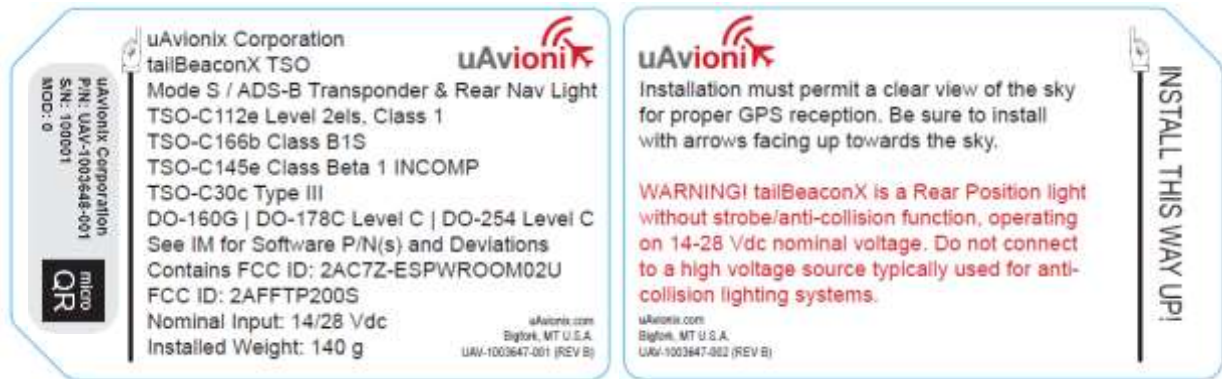 uAvionix Corporation
P/N: UAV-1003648-001
S/N: 100001
MOD: 0
micro
QR
uAvionix Corporation
tailBeaconX TSO
Mode S / ADS-B Transponder & Rear Nav Light
TSO-C112e Level 2els, Class 1
TSO-C166b Class B1S
TSO-C145e Class Beta 1 INCOMP
TSO-C30c Type III
DO-160G | DO-178C Level C | DO-254 Level C
See IM for Software P/N(s) and Deviations
Contains FCC ID: 2AC7Z-ESPWROOM02U
FCC ID: 2AFFTP200S
Nominal Input: 14/28 Vdc
Installed Weight: 140 g
uAvionix
uAvionix.com
Bigfork, MT U.S.A.
UAV-1003647-001 (REV B)
uAvionix
Installation must permit a clear view of the sky
for proper GPS reception. Be sure to install
with arrows facing up towards the sky.
WARNING! tailBeaconX is a Rear Position light
without strobe/anti-collision function, operating
on 14-28 Vdc nominal voltage. Do not connect
to a high voltage source typically used for anti-
collision lighting systems.
uAvionix.com
Bigfork, MT U.S.A.
UAV-1003647-002 (REV B)
INSTALL THIS WAY UP!